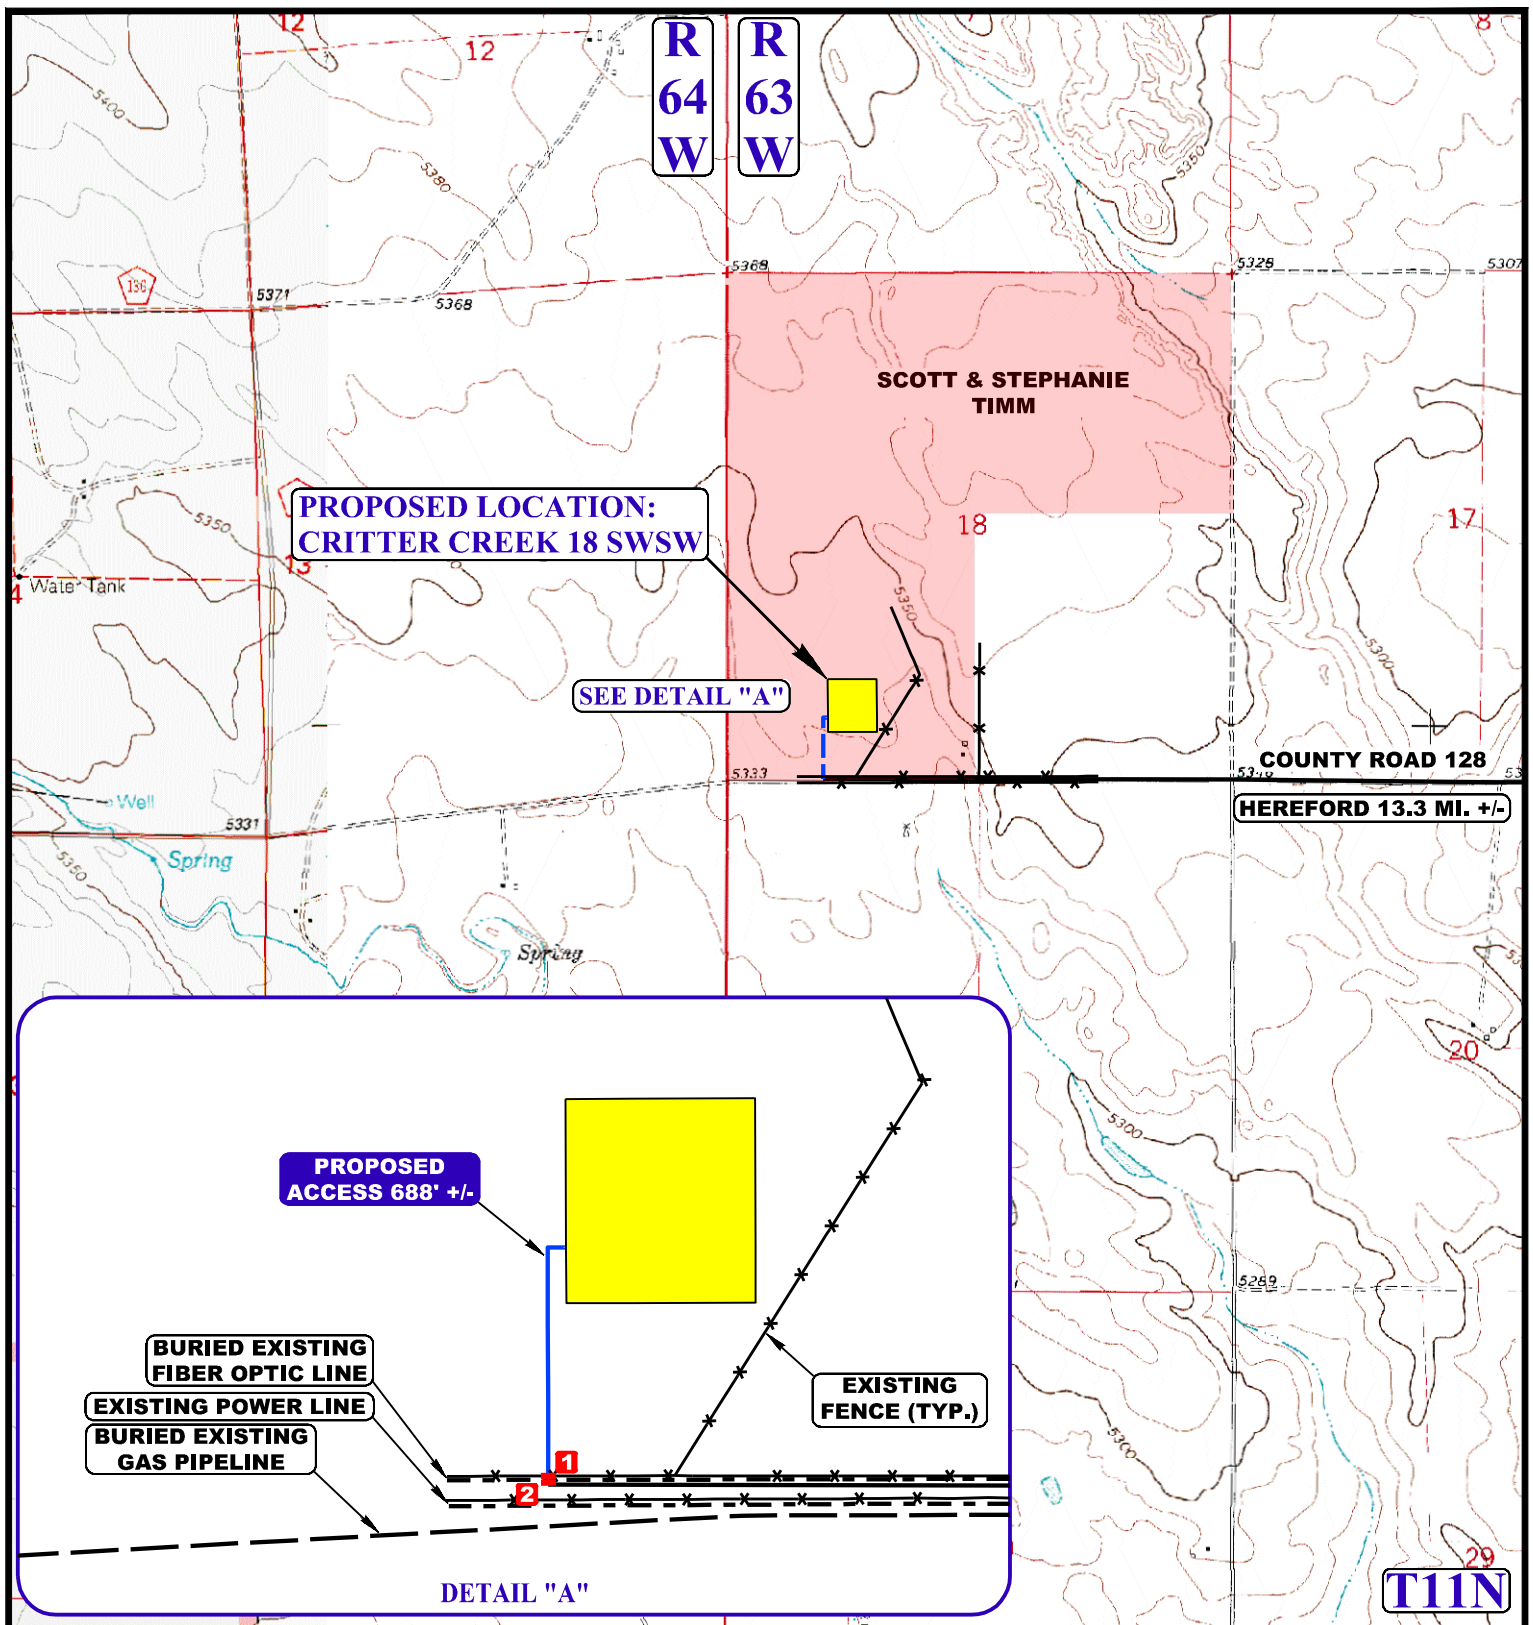 12
12
8
R
64
W
R
63
W
5400
5380
5350
5368
5328
5307
136
5371
5368
SCOTT & STEPHANIE
TIMM
PROPOSED LOCATION:
CRITTER CREEK 18 SWSW
5350
18
17
13
4
Water Tank
5350
5300
SEE DETAIL "A"
5333
COUNTY ROAD 128
HEREFORD 13.3 MI. +/-
Well
5331
Spring
5350
Spring
20
5300
PROPOSED
ACCESS 688' +/-
5289
BURIED EXISTING
FIBER OPTIC LINE
EXISTING POWER LINE
BURIED EXISTING
GAS PIPELINE
EXISTING
FENCE (TYP.)
5300
1
2
29
DETAIL "A"
T11N